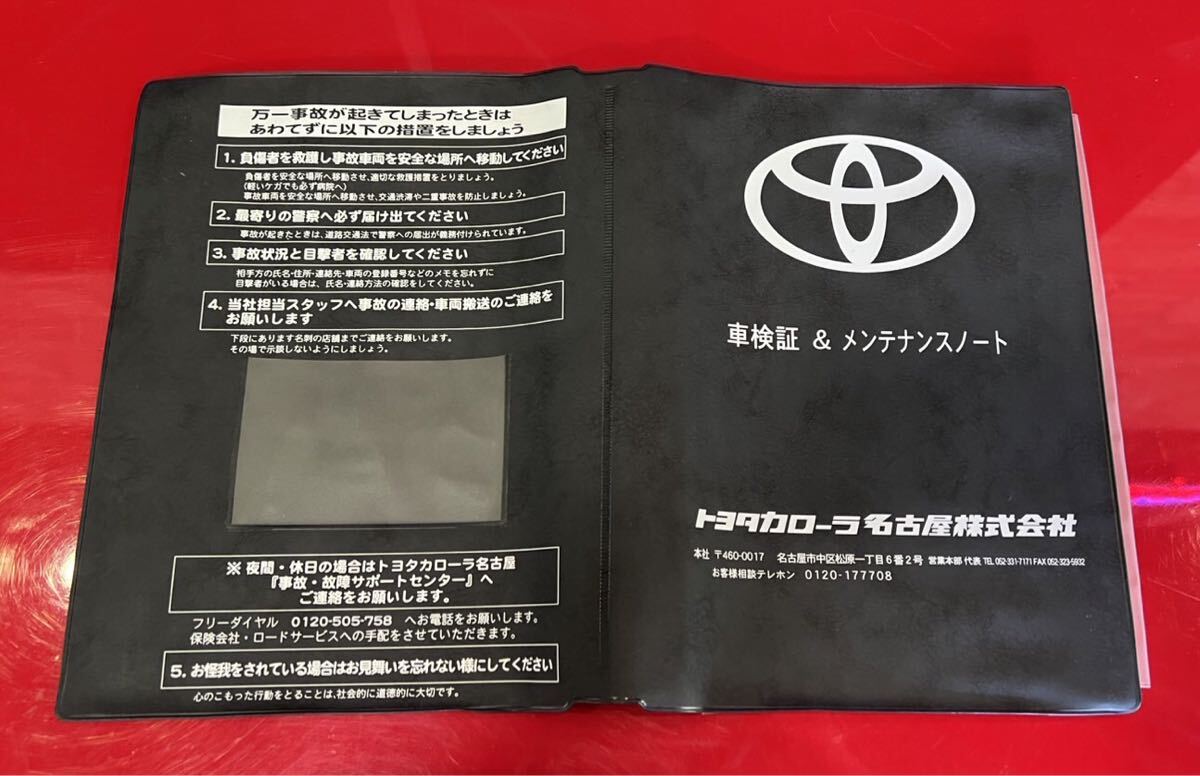 万一事故が起きてしまったときは
あわてずに以下の措置をしましょう
1. 負傷者を救護し事故車両を安全な場所へ移動してください
負傷者を安全な場所へ移動させ、適切な救護措置をとりましょう。
(軽いケガでも必ず病院へ)
事故車両を安全な場所へ移動させ、交通渋滞や二重事故を防止しましょう。
2. 最寄りの警察へ必ず届け出てください
事故が起きたときは、道路交通法で警察への届出が義務付けられています。
3. 事故状況と目撃者を確認してください
相手方の氏名・住所・連絡先・車両の登録番号などのメモを忘れずに
目撃者がいる場合は、氏名・連絡方法の確認をしてください。
4. 当社担当スタッフへ事故の連絡・車両搬送のご連絡を
お願いします
下段にあります名刺の店舗までご連絡をお願いします。
その場で示談しないようにしましょう。
※ 夜間・休日の場合はトヨタカローラ名古屋
『事故・故障サポートセンター』へ
ご連絡をお願いします。
フリーダイヤル 0120-505-758 へお電話をお願いします。
保険会社・ロードサービスへの手配をさせていただきます。
5. お怪我をされている場合はお見舞いを忘れない様にしてください
心のこもった行動をとることは、社会的に道徳的に大切です。
車検証 & メンテナンスノート
トヨタカローラ名古屋株式会社
本社 〒460-0017 名古屋市中区松原一丁目6番2号 営業本部 代表 TEL 052-331-7171 FAX 052-323-5932
お客様相談テレホン 0120-177708